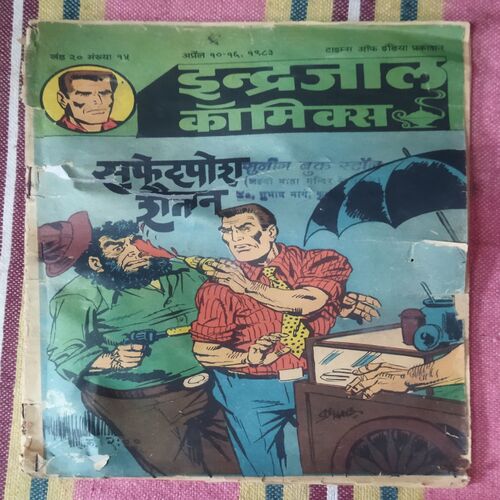 खंड २० संख्या १५
अप्रैल १०-१६, १९८३
टाइम्स ऑफ इंडिया प्रकाशन
इन्द्रजाल
कॉमिक्स
सफेदपोश
शैतान
सुनील बुक स्टॉल